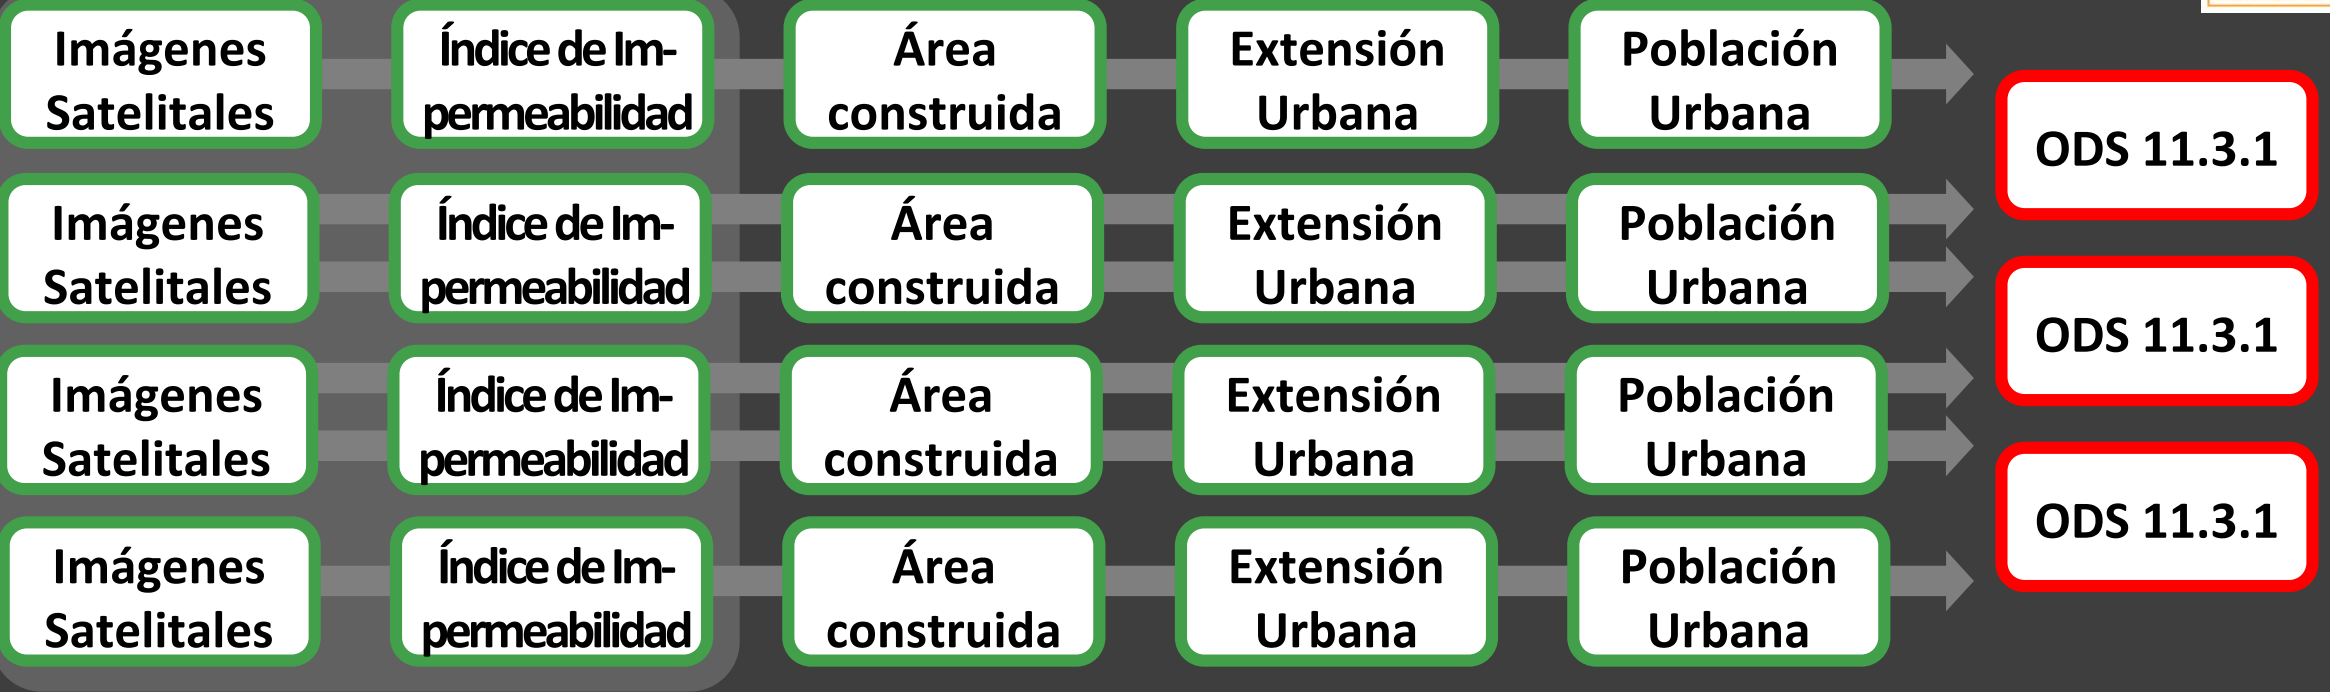 Imágenes
Satelitales
Índice de Im-
permeabilidad
Área
construida
Extensión
Urbana
Población
Urbana
ODS 11.3.1
Imágenes
Satelitales
Índice de Im-
permeabilidad
Área
construida
Extensión
Urbana
Población
Urbana
ODS 11.3.1
Imágenes
Satelitales
Índice de Im-
permeabilidad
Área
construida
Extensión
Urbana
Población
Urbana
ODS 11.3.1
Imágenes
Satelitales
Índice de Im-
permeabilidad
Área
construida
Extensión
Urbana
Población
Urbana